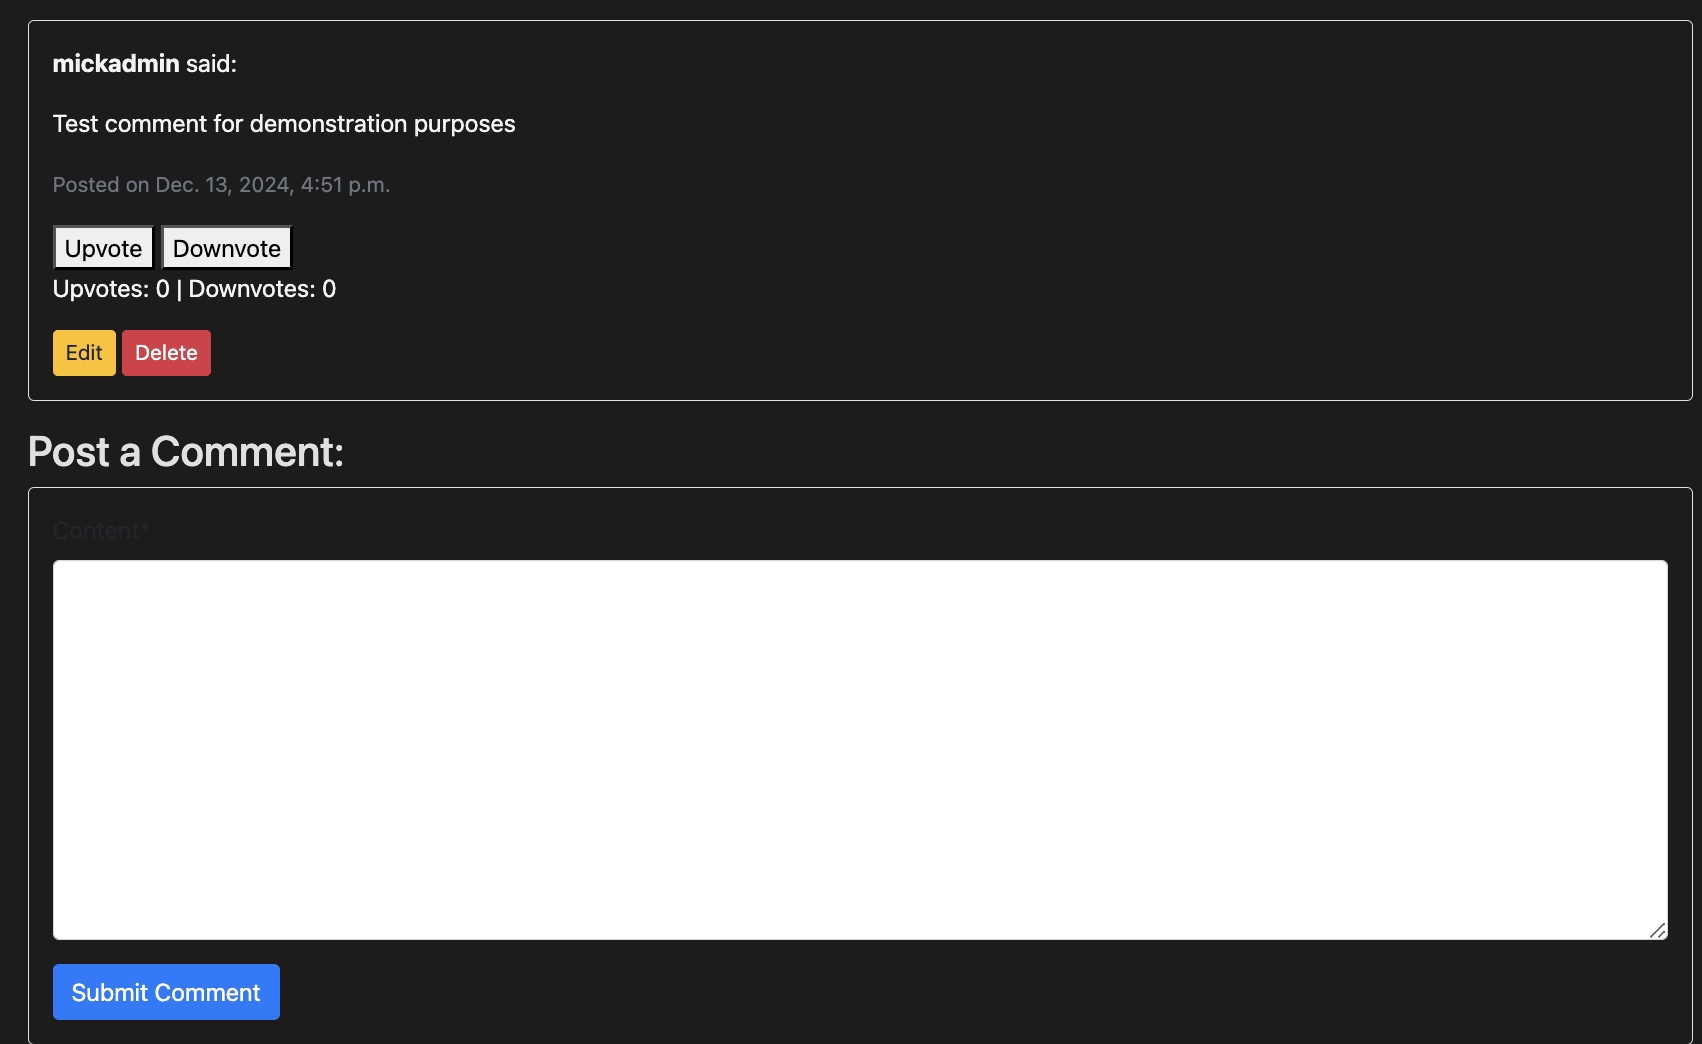 mickadmin said:
Test comment for demonstration purposes
Posted on Dec. 13, 2024, 4:51 p.m.
Upvote Downvote
Upvotes: 0 | Downvotes: 0
Edit Delete
Post a Comment:
Content*
Submit Comment